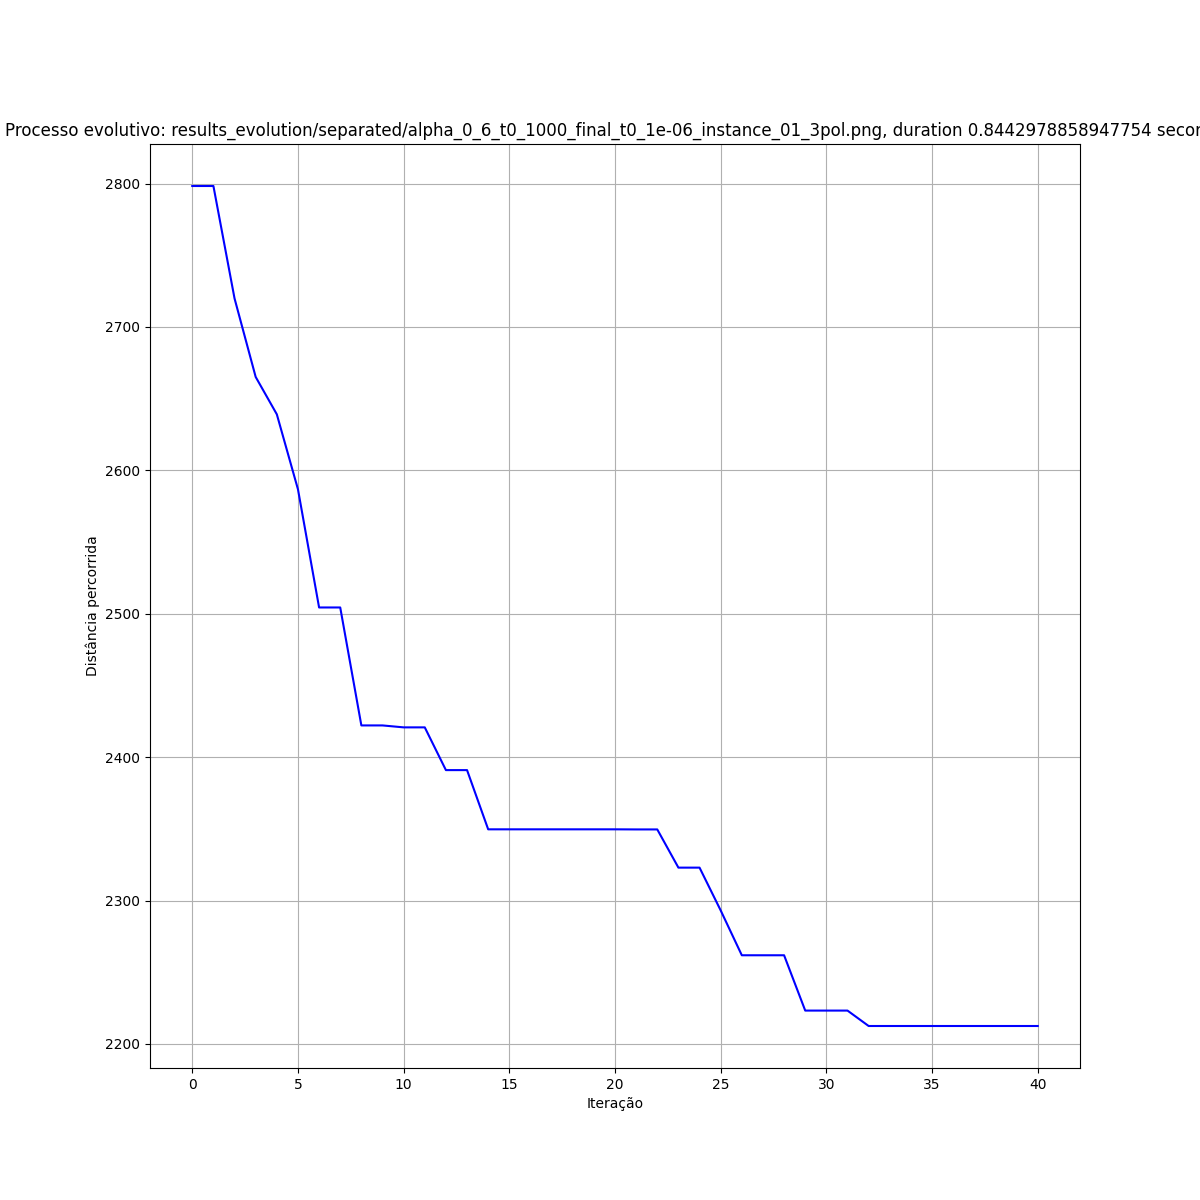 Processo evolutivo: results_evolution/separated/alpha_0_6_t0_1000_final_t0_1e-06_instance_01_3pol.png, duration 0.8442978858947754
2800
2700
2600
2500
2400
2300
2200
Distância percorrida
0 5 10 15 20 25 30 35 40
Iteração